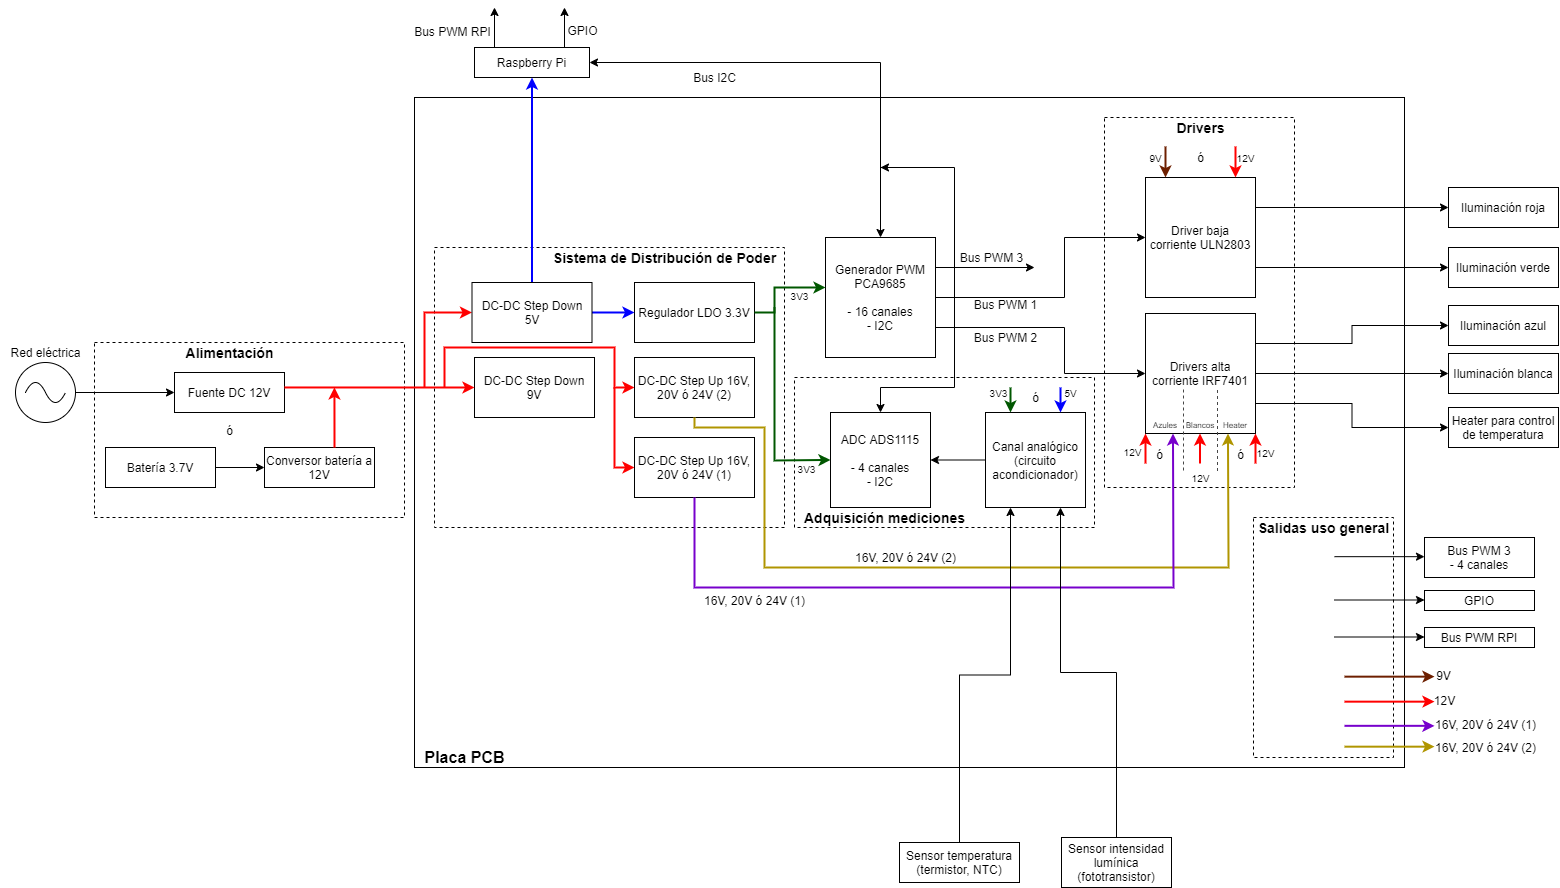 Bus PWM RPI
GPIO
Raspberry Pi
Bus I2C
Drivers
9V
ó
12V
Driver baja
corriente ULN2803
Iluminación roja
Iluminación verde
Iluminación azul
Iluminación blanca
Heater para control
de temperatura
Sistema de Distribución de Poder
DC-DC Step Down
5V
Regulador LDO 3.3V
3V3
DC-DC Step Down
9V
DC-DC Step Up 16V,
20V ó 24V (2)
DC-DC Step Up 16V,
20V ó 24V (1)
Generador PWM
PCA9685
- 16 canales
- I2C
Bus PWM 3
Bus PWM 1
Bus PWM 2
Drivers alta
corriente IRF7401
Azules
Blancos
Heater
12V
ó
12V
ó
12V
Red eléctrica
Alimentación
Fuente DC 12V
ó
Batería 3.7V
Conversor batería a
12V
3V3
ADC ADS1115
- 4 canales
- I2C
3V3
ó
5V
Canal analógico
(circuito
acondicionador)
Adquisición mediciones
16V, 20V ó 24V (2)
16V, 20V ó 24V (1)
Salidas uso general
Bus PWM 3
- 4 canales
GPIO
Bus PWM RPI
9V
12V
16V, 20V ó 24V (1)
16V, 20V ó 24V (2)
Placa PCB
Sensor temperatura
(termistor, NTC)
Sensor intensidad
lumínica
(fototransistor)